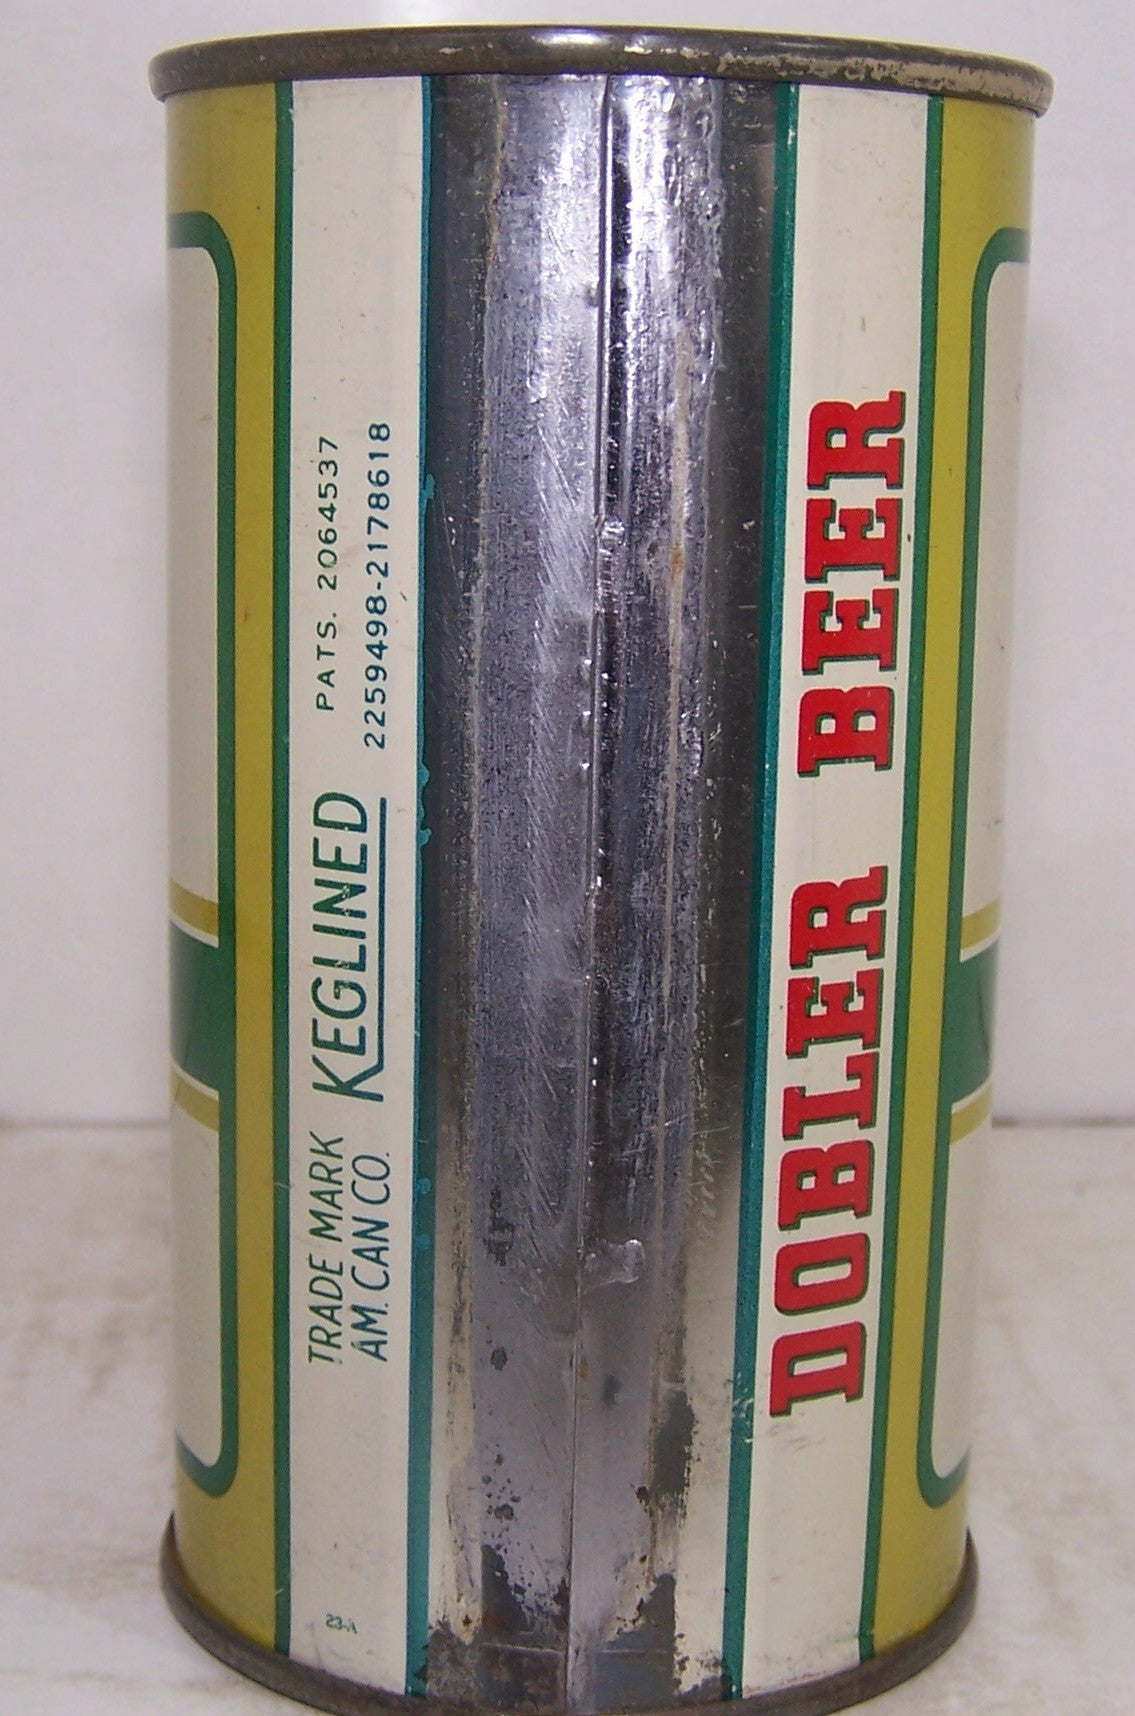 TRADE MARK KEGLINED PATS. 2064537
AM. CAN CO. 2259498-2178618
DOBLER BEER
23-A